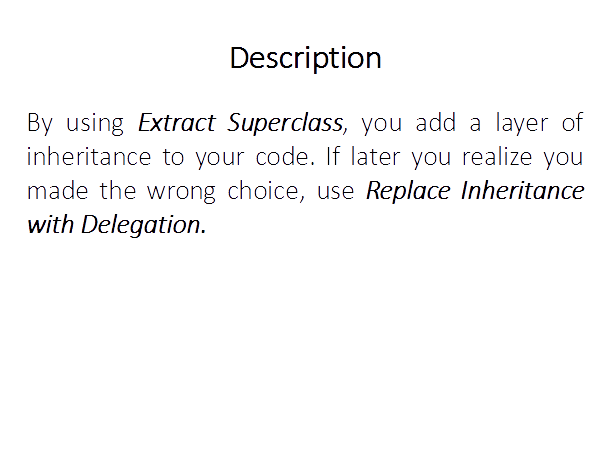 Description
By using Extract Superclass, you add a layer of
inheritance to your code. If later you realize you
made the wrong choice, use Replace Inheritance
with Delegation.